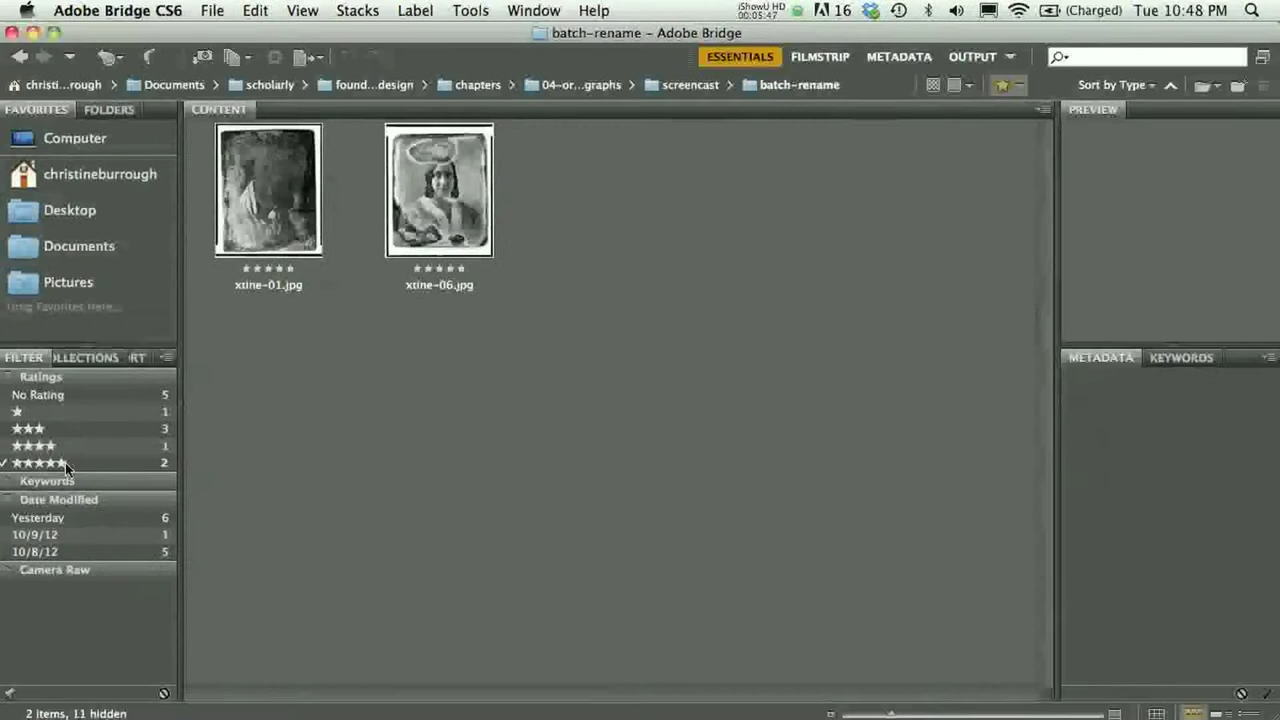 Adobe Bridge CS6 File Edit View Stacks Label Tools Window Help iShowU HD 00:05:47 16 (Charged) Tue 10:48 PM
batch-rename – Adobe Bridge
ESSENTIALS FILMSTRIP METADATA OUTPUT
christi...rough Documents scholarly found...design chapters 04-or...graphs screencast batch-rename Sort by Type
FAVORITES FOLDERS CONTENT PREVIEW
Computer
christineburrough
Desktop
Documents
Pictures
Drag Favorites Here...
xtine-01.jpg xtine-06.jpg
FILTER OLLECTIONS RT METADATA KEYWORDS
Ratings
No Rating 5
★ 1
★★★ 3
★★★★ 1
✓ ★★★★★ 2
Keywords
Date Modified
Yesterday 6
10/9/12 1
10/8/12 5
Camera Raw
2 items, 11 hidden